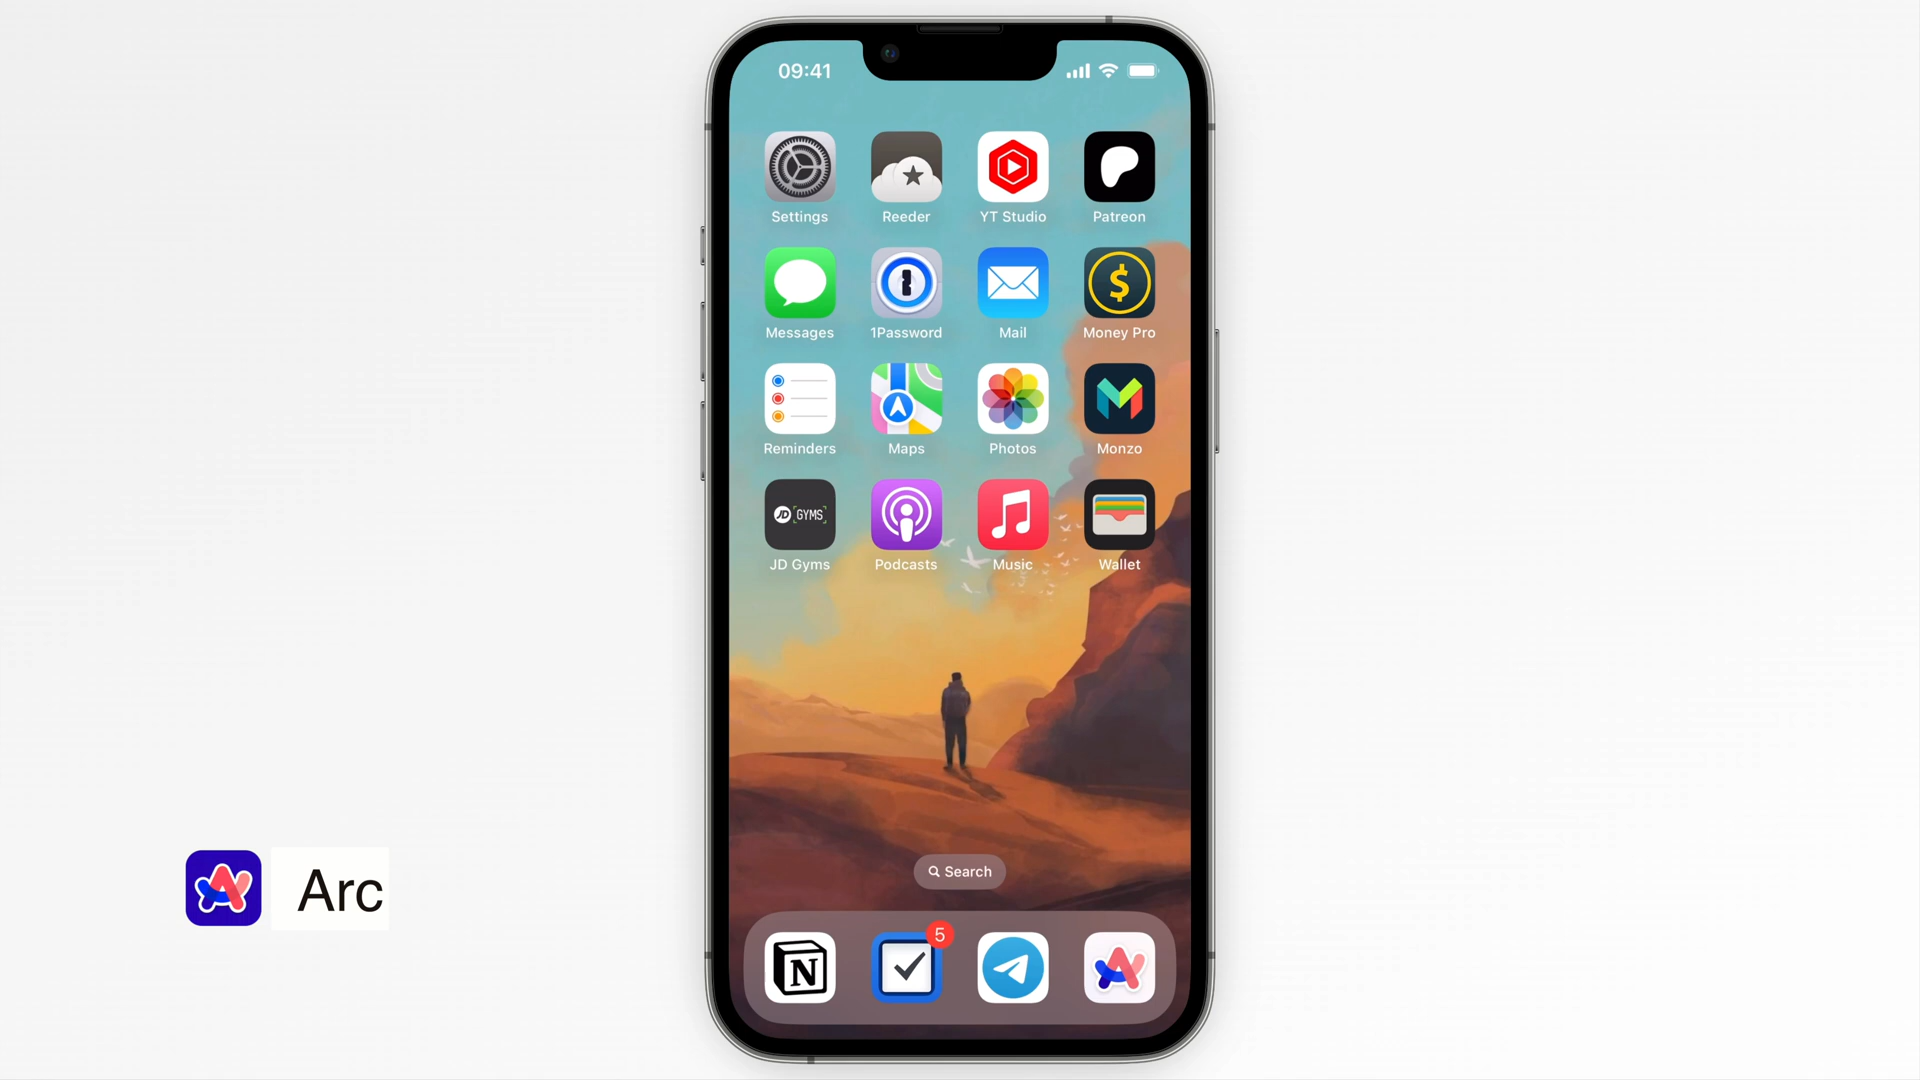 09:41
Settings Reeder YT Studio Patreon
Messages 1Password Mail Money Pro
Reminders Maps Photos Monzo
JD GYMS
JD Gyms Podcasts Music Wallet
Search
Arc
5
N